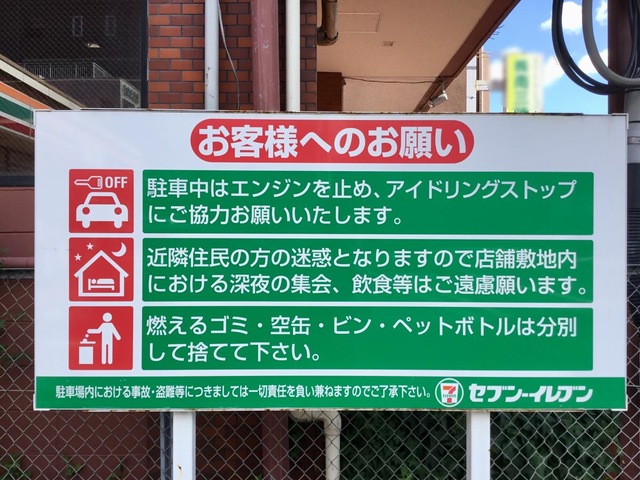 お客様へのお願い
OFF
駐車中はエンジンを止め、アイドリングストップ
にご協力お願いいたします。
近隣住民の方の迷惑となりますので店舗敷地内
における深夜の集会、飲食等はご遠慮願います。
燃えるゴミ・空缶・ビン・ペットボトルは分別
して捨てて下さい。
駐車場内における事故・盗難等につきましては一切責任を負い兼ねますのでご了承下さい。
7
ELEVEN
セブン-イレブン